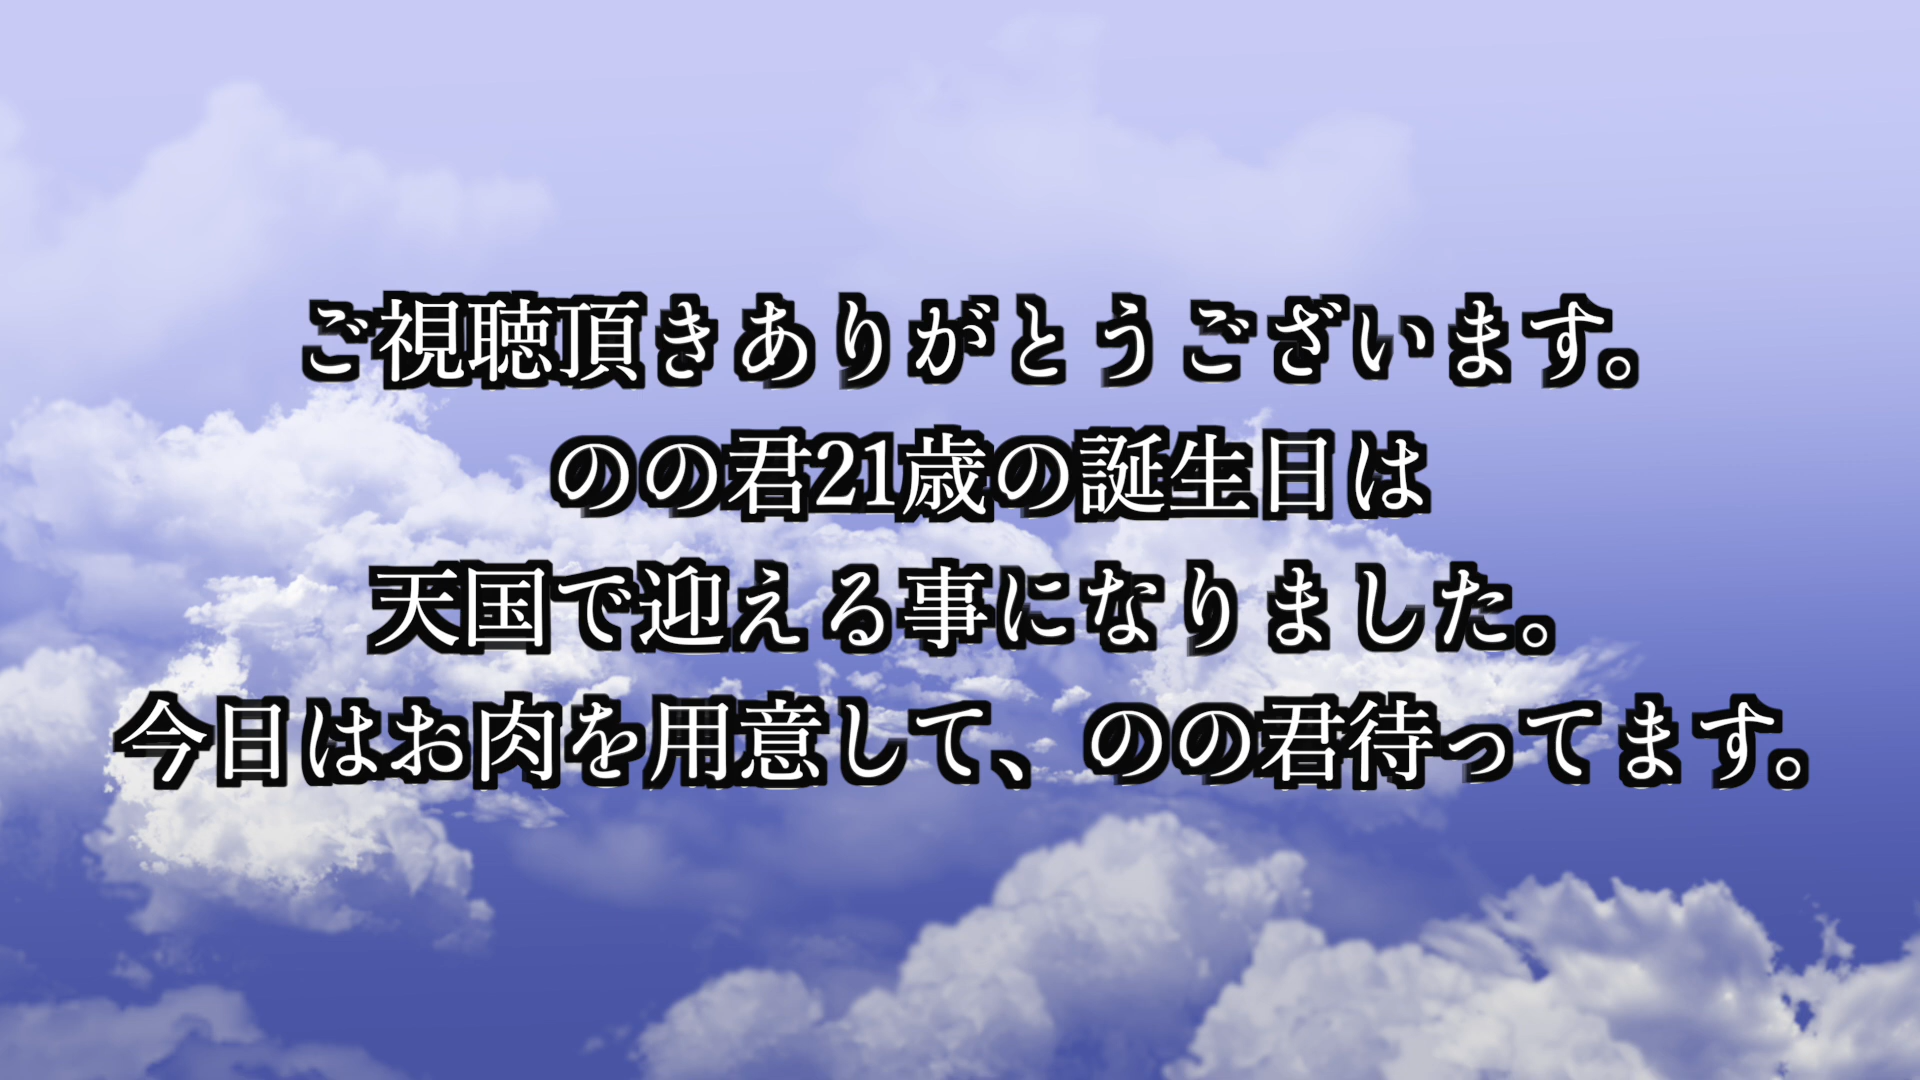 ご視聴頂きありがとうございます。
のの君21歳の誕生日は
天国で迎える事になりました。
今日はお肉を用意して、のの君待ってます。